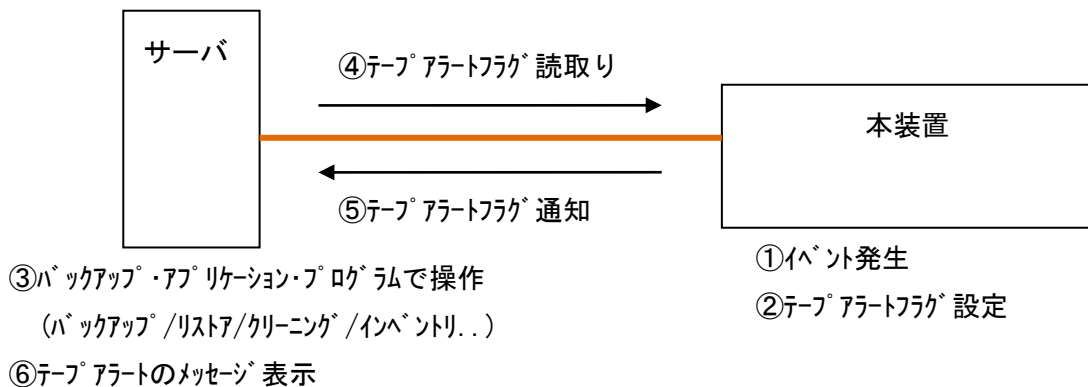 サーバ
④ﾃｰﾌﾟｱﾗｰﾄﾌﾗｸﾞ読取り
本装置
⑤ﾃｰﾌﾟｱﾗｰﾄﾌﾗｸﾞ通知
①ｲﾍﾞﾝﾄ発生
②ﾃｰﾌﾟｱﾗｰﾄﾌﾗｸﾞ設定
③ﾊﾞｯｸｱｯﾌﾟ･ｱﾌﾟﾘｹｰｼｮﾝ･ﾌﾟﾛｸﾞﾗﾑで操作
(ﾊﾞｯｸｱｯﾌﾟ/ﾘｽﾄｱ/ｸﾘｰﾆﾝｸﾞ/ｲﾝﾍﾞﾝﾄﾘ..)
⑥ﾃｰﾌﾟｱﾗｰﾄのﾒｯｾｰｼﾞ表示